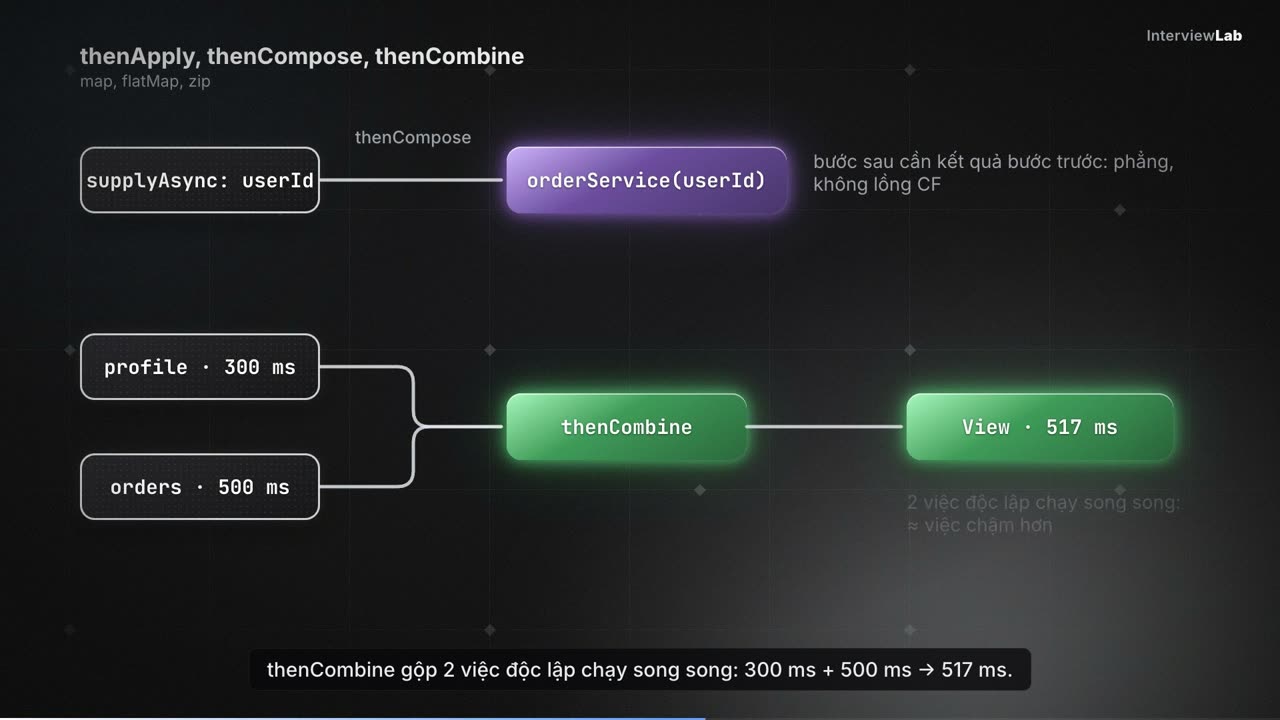 InterviewLab
thenApply, thenCompose, thenCombine
map, flatMap, zip
thenCompose
supplyAsync: userId
orderService(userId)
bước sau cần kết quả bước trước: phẳng,
không lồng CF
profile · 300 ms
orders · 500 ms
thenCombine
View · 517 ms
2 việc độc lập chạy song song:
≈ việc chậm hơn
thenCombine gộp 2 việc độc lập chạy song song: 300 ms + 500 ms → 517 ms.